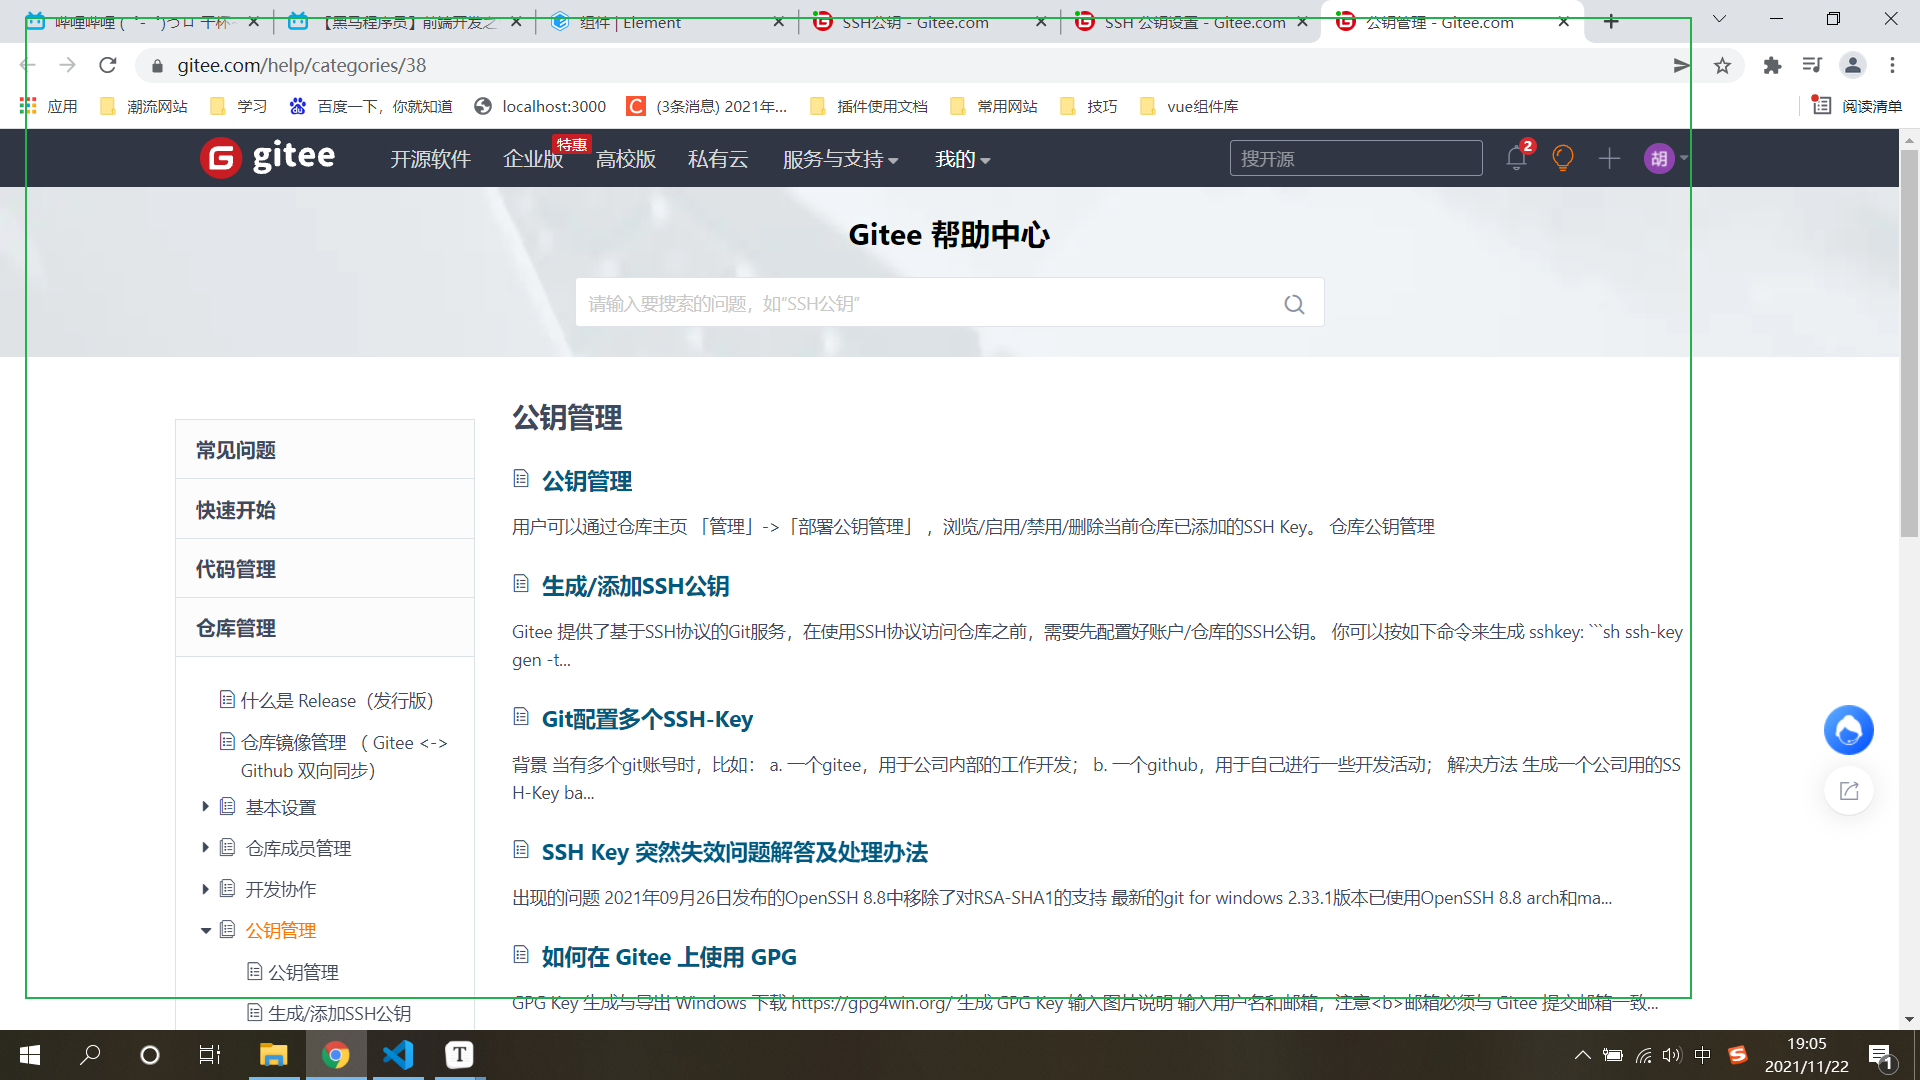 哔哩哔哩 (゜-゜)つロ 干杯~
【黑马程序员】前端开发之
组件 | Element
SSH公钥 - Gitee.com
SSH 公钥设置 - Gitee.com
公钥管理 - Gitee.com
gitee.com/help/categories/38
应用
潮流网站
学习
百度一下，你就知道
localhost:3000
(3条消息) 2021年...
插件使用文档
常用网站
技巧
vue组件库
阅读清单
gitee
开源软件
企业版
特惠
高校版
私有云
服务与支持
我的
搜开源
2
胡
Gitee 帮助中心
请输入要搜索的问题，如“SSH公钥”
常见问题
快速开始
代码管理
仓库管理
什么是 Release（发行版）
仓库镜像管理 （ Gitee <->
Github 双向同步）
基本设置
仓库成员管理
开发协作
公钥管理
公钥管理
生成/添加SSH公钥
公钥管理
公钥管理
用户可以通过仓库主页 「管理」->「部署公钥管理」 ，浏览/启用/禁用/删除当前仓库已添加的SSH Key。 仓库公钥管理
生成/添加SSH公钥
Gitee 提供了基于SSH协议的Git服务，在使用SSH协议访问仓库之前，需要先配置好账户/仓库的SSH公钥。 你可以按如下命令来生成 sshkey: ```sh ssh-key
gen -t...
Git配置多个SSH-Key
背景 当有多个git账号时，比如： a. 一个gitee，用于公司内部的工作开发； b. 一个github，用于自己进行一些开发活动； 解决方法 生成一个公司用的SS
H-Key ba...
SSH Key 突然失效问题解答及处理办法
出现的问题 2021年09月26日发布的OpenSSH 8.8中移除了对RSA-SHA1的支持 最新的git for windows 2.33.1版本已使用OpenSSH 8.8 arch和ma...
如何在 Gitee 上使用 GPG
GPG Key 生成与导出 Windows 下载 https://gpg4win.org/ 生成 GPG Key 输入图片说明 输入用户名和邮箱，注意<b>邮箱必须与 Gitee 提交邮箱一致...
T
中
19:05
2021/11/22
1